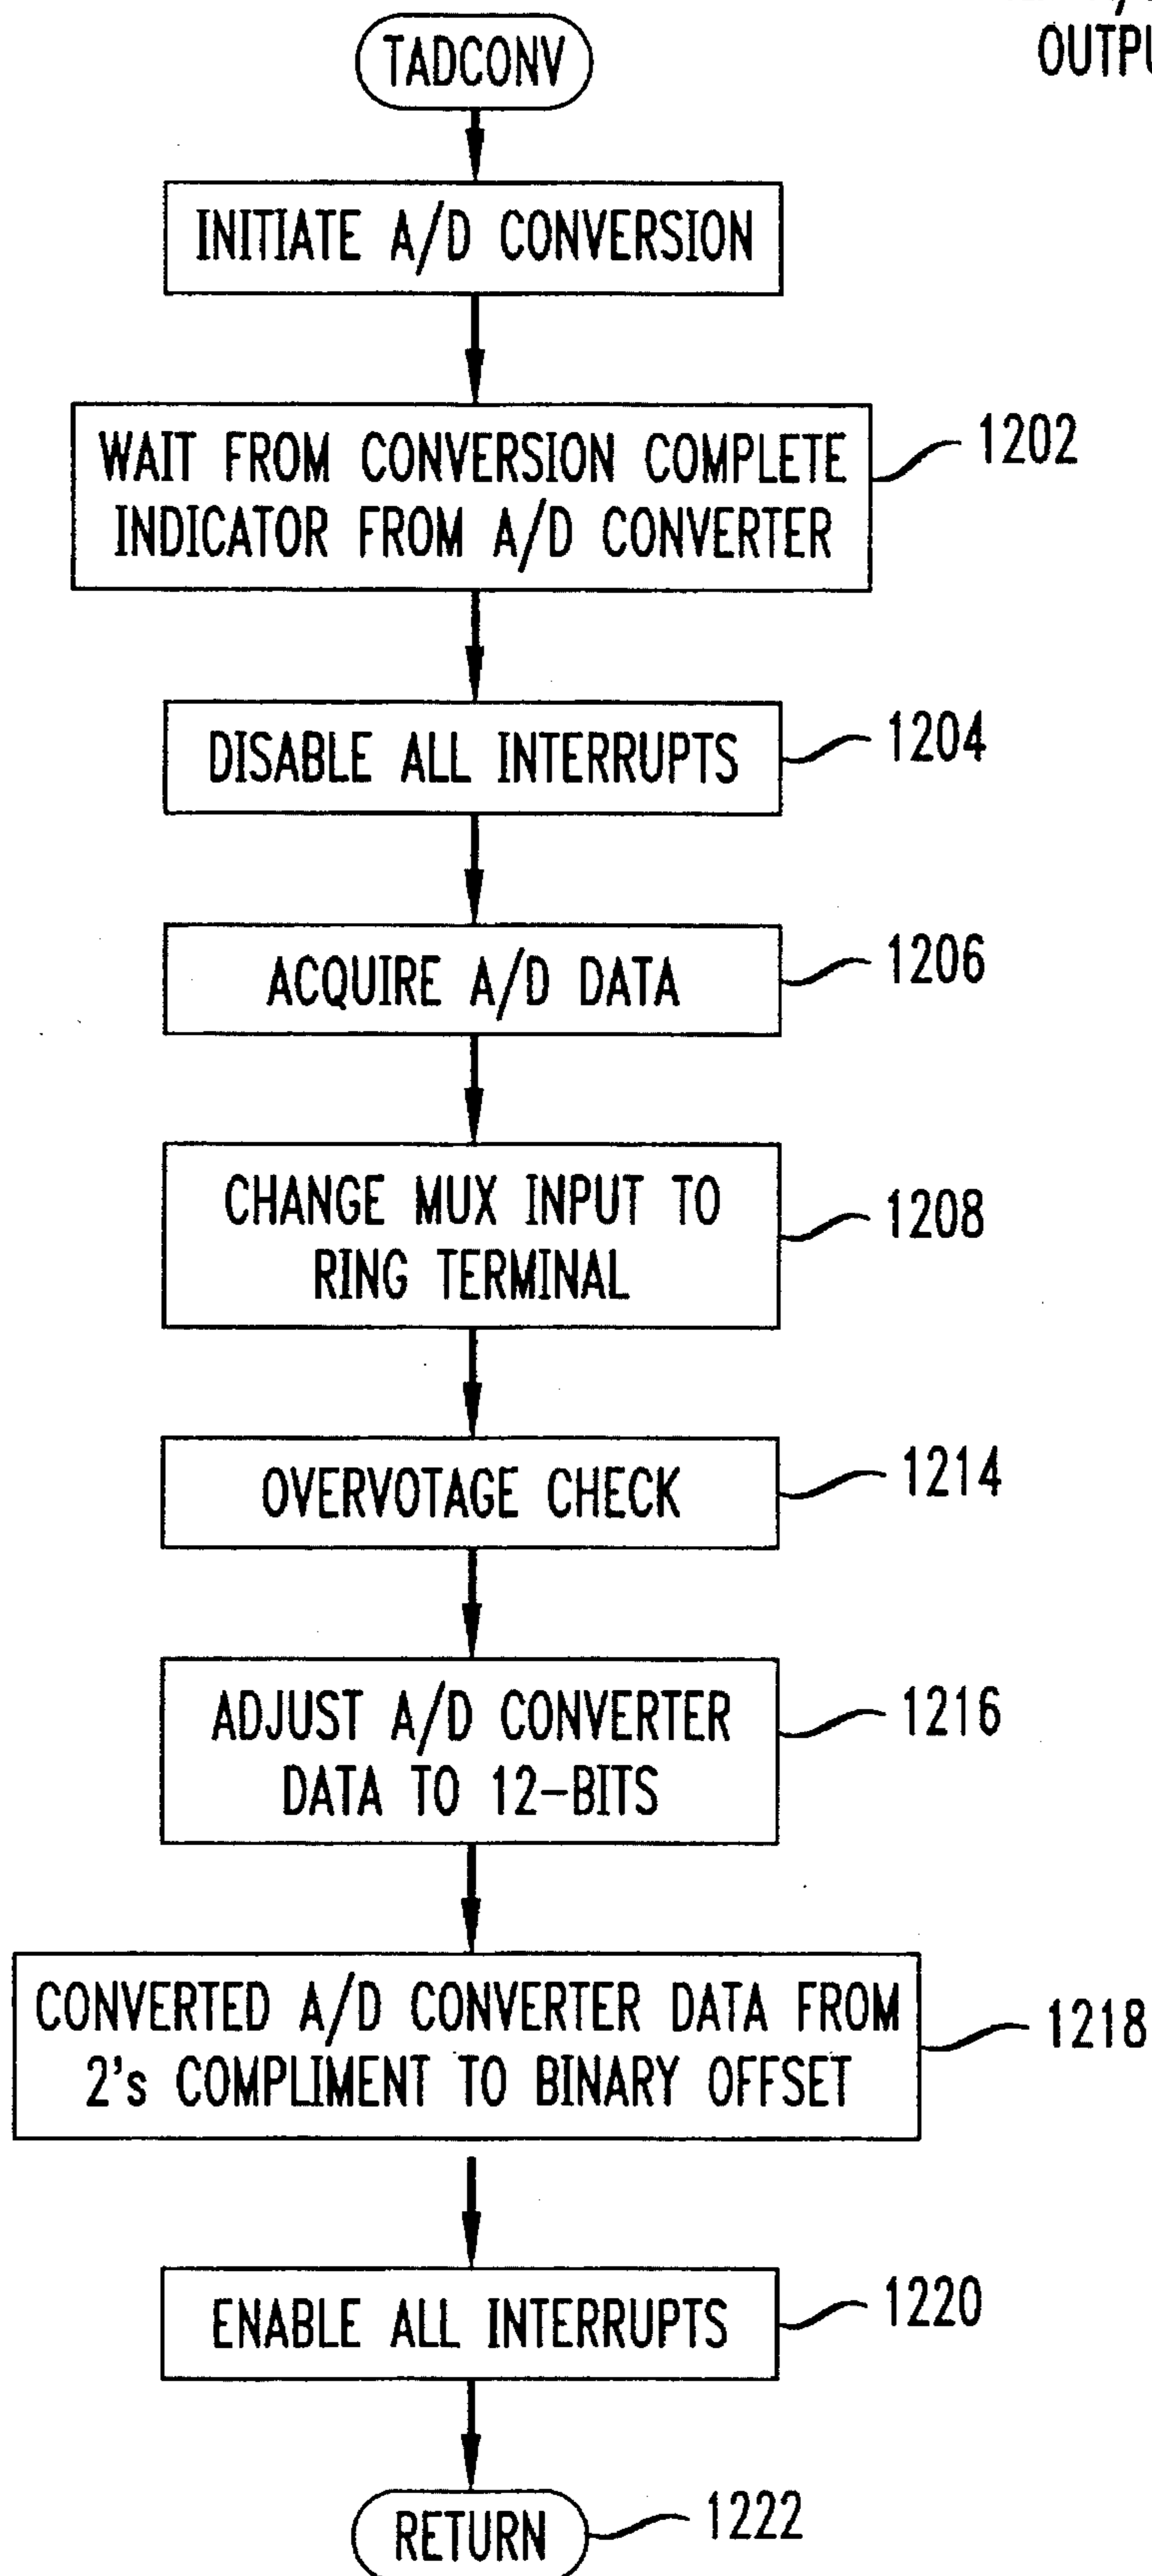 OUTPU
TADCONV
INITIATE A/D CONVERSION
WAIT FROM CONVERSION COMPLETE
INDICATOR FROM A/D CONVERTER
1202
DISABLE ALL INTERRUPTS
1204
ACQUIRE A/D DATA
1206
CHANGE MUX INPUT TO
RING TERMINAL
1208
OVERVOTAGE CHECK
1214
ADJUST A/D CONVERTER
DATA TO 12-BITS
1216
CONVERTED A/D CONVERTER DATA FROM
2's COMPLIMENT TO BINARY OFFSET
1218
ENABLE ALL INTERRUPTS
1220
RETURN
1222